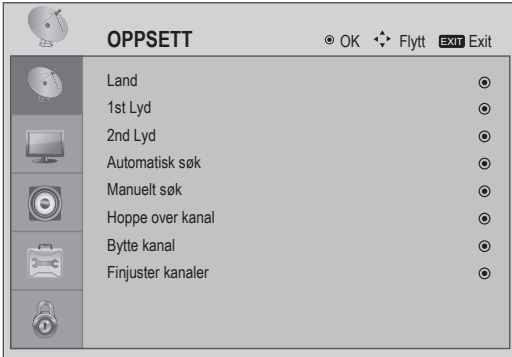 OPPSETT OK Flytt EXIT Exit
Land
1st Lyd
2nd Lyd
Automatisk søk
Manuelt søk
Hoppe over kanal
Bytte kanal
Finjuster kanaler